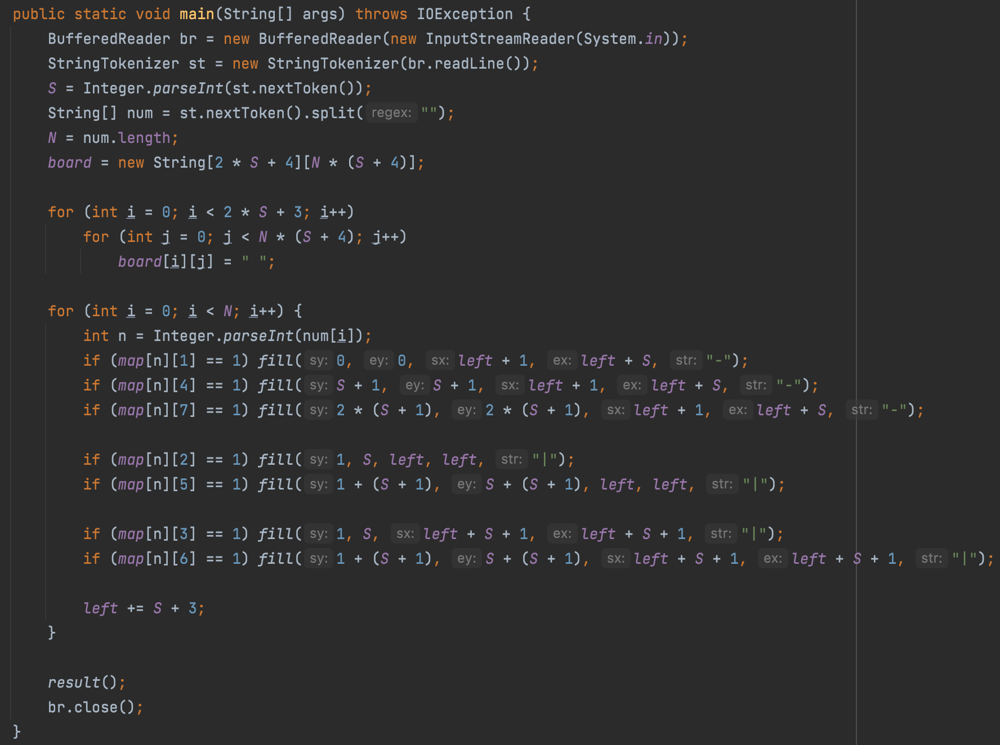 public static void main(String[] args) throws IOException {
    BufferedReader br = new BufferedReader(new InputStreamReader(System.in));
    StringTokenizer st = new StringTokenizer(br.readLine());
    S = Integer.parseInt(st.nextToken());
    String[] num = st.nextToken().split( regex: "");
    N = num.length;
    board = new String[2 * S + 4][N * (S + 4)];

    for (int i = 0; i < 2 * S + 3; i++)
        for (int j = 0; j < N * (S + 4); j++)
            board[i][j] = " ";

    for (int i = 0; i < N; i++) {
        int n = Integer.parseInt(num[i]);
        if (map[n][1] == 1) fill( sy: 0, ey: 0, sx: left + 1, ex: left + S, str: "-");
        if (map[n][4] == 1) fill( sy: S + 1, ey: S + 1, sx: left + 1, ex: left + S, str: "-");
        if (map[n][7] == 1) fill( sy: 2 * (S + 1), ey: 2 * (S + 1), sx: left + 1, ex: left + S, str: "-");

        if (map[n][2] == 1) fill( sy: 1, S, left, left, str: "|");
        if (map[n][5] == 1) fill( sy: 1 + (S + 1), ey: S + (S + 1), left, left, str: "|");

        if (map[n][3] == 1) fill( sy: 1, S, sx: left + S + 1, ex: left + S + 1, str: "|");
        if (map[n][6] == 1) fill( sy: 1 + (S + 1), ey: S + (S + 1), sx: left + S + 1, ex: left + S + 1, str: "|");

        left += S + 3;
    }

    result();
    br.close();
}